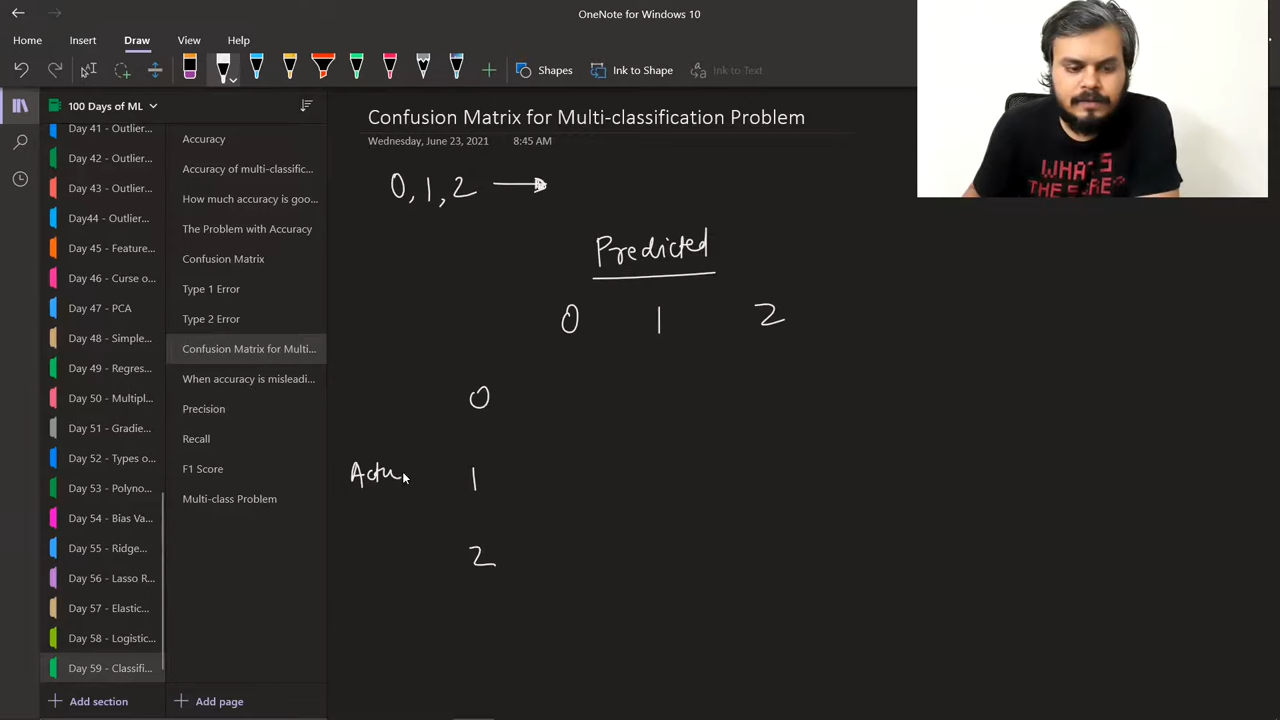 OneNote for Windows 10
Home Insert Draw View Help
Shapes Ink to Shape Ink to Text
100 Days of ML
Day 41 - Outlier...
Day 42 - Outlier...
Day 43 - Outlier...
Day44 - Outlier...
Day 45 - Feature...
Day 46 - Curse o...
Day 47 - PCA
Day 48 - Simple...
Day 49 - Regres...
Day 50 - Multipl...
Day 51 - Gradie...
Day 52 - Types o...
Day 53 - Polyno...
Day 54 - Bias Va...
Day 55 - Ridge...
Day 56 - Lasso R...
Day 57 - Elastic...
Day 58 - Logistic...
Day 59 - Classifi...
Add section
Accuracy
Accuracy of multi-classific...
How much accuracy is goo...
The Problem with Accuracy
Confusion Matrix
Type 1 Error
Type 2 Error
Confusion Matrix for Multi...
When accuracy is misleadi...
Precision
Recall
F1 Score
Multi-class Problem
Add page
Confusion Matrix for Multi-classification Problem
Wednesday, June 23, 2021 8:45 AM
0, 1, 2
Predicted
0 1 2
0
Actu 1
2
WHAT'S
THE